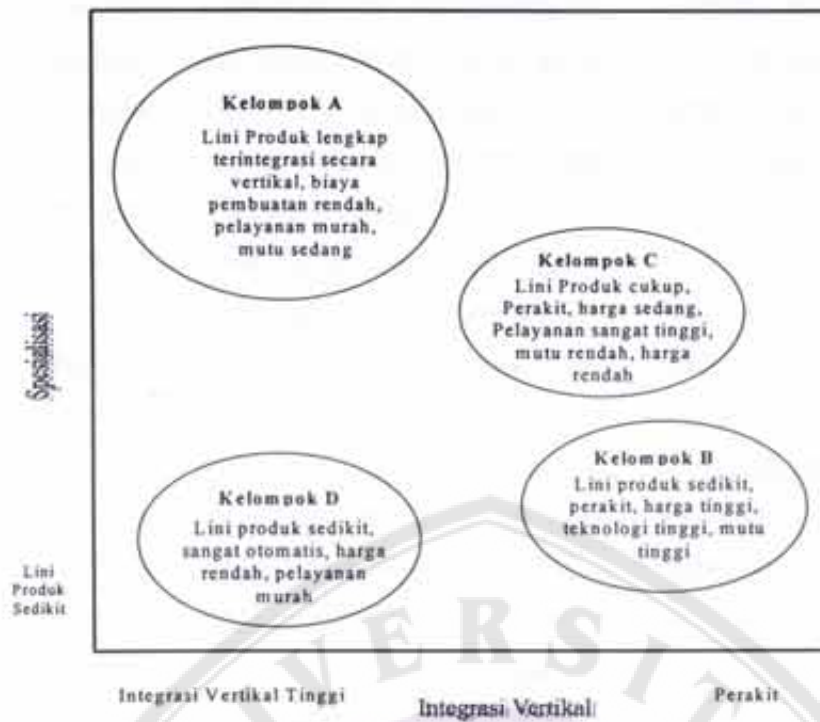 Kelompok A
Lini Produk lengkap
terintegrasi secara
vertikal, biaya
pembuatan rendah,
pelayanan murah,
mutu sedang
Kelompok C
Lini Produk cukup,
Perakit, harga sedang,
Pelayanan sangat tinggi,
mutu rendah, harga
rendah
Spesialisasi
Kelompok B
Lini produk sedikit,
perakit, harga tinggi,
teknologi tinggi, mutu
tinggi
Kelompok D
Lini produk sedikit,
sangat otomatis, harga
rendah, pelayanan
murah
Lini
Produk
Sedikit
VERSIT
Integrasi Vertikal Tinggi
Integrasi Vertikal
Perakit